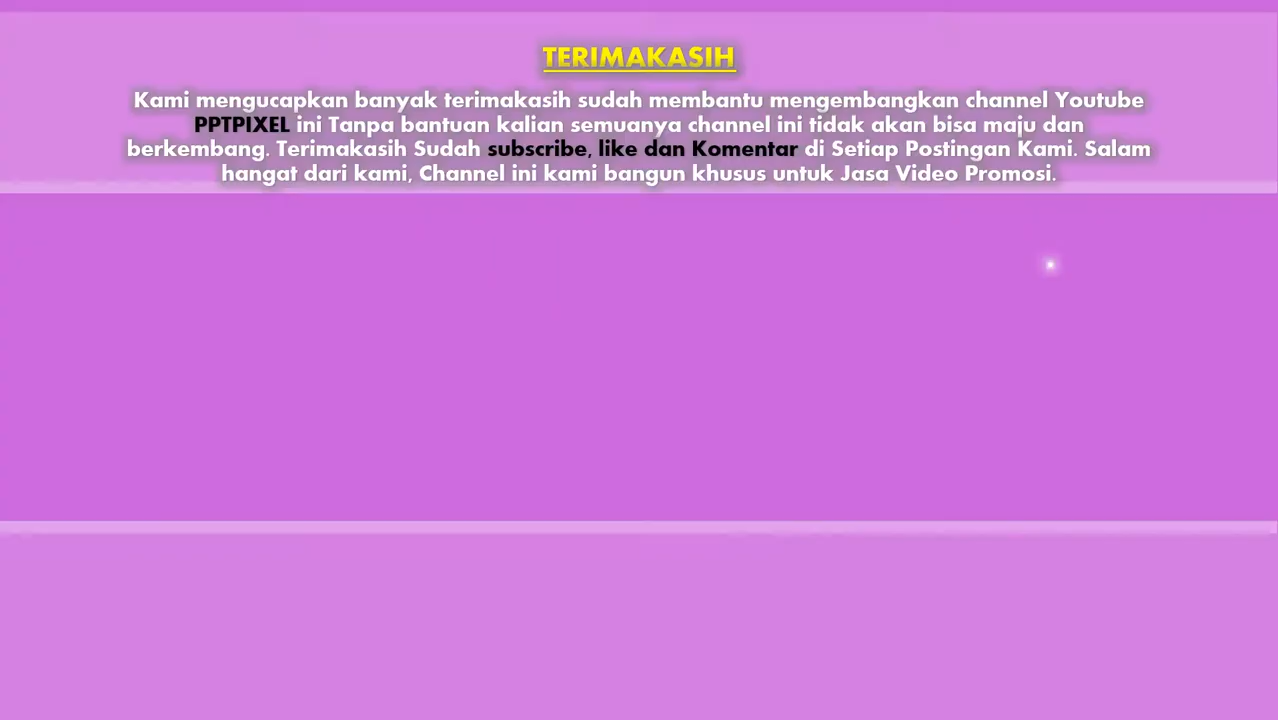 TERIMAKASIH
Kami mengucapkan banyak terimakasih sudah membantu mengembangkan channel Youtube
PPTPIXEL ini Tanpa bantuan kalian semuanya channel ini tidak akan bisa maju dan
berkembang. Terimakasih Sudah subscribe, like dan Komentar di Setiap Postingan Kami. Salam
hangat dari kami, Channel ini kami bangun khusus untuk Jasa Video Promosi.